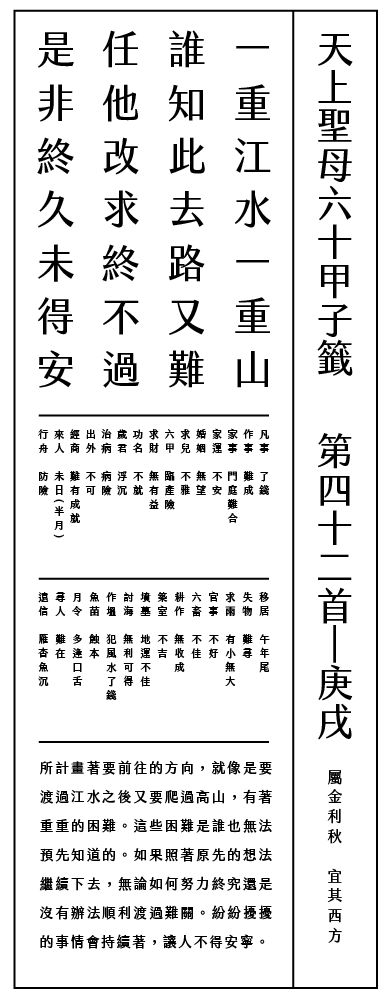 天上聖母六十甲子籤 第四十二首—庚戌 屬金利秋 宜其西方
一重江水一重山
誰知此去路又難
任他改求終不過
是非終久未得安
凡事 了錢
作事 難成
家事 門庭難合
家運 不安
婚姻 無望
求兒 不雅
六甲 臨產險
求財 無有益
功名 不就
歲君 浮沉
治病 病險
出外 不可
經商 難有成就
來人 未日(半月)
行舟 防險
移居 午年尾
失物 難尋
求雨 有小無大
官事 不好
六畜 不佳
耕作 無收成
築室 不吉
墳墓 地運不佳
討海 無利可得
作塭 犯風水了錢
魚苗 蝕本
月令 多逢口舌
尋人 難在
遠信 雁杳魚沉
所計畫著要前往的方向，就像是要
渡過江水之後又要爬過高山，有著
重重的困難。這些困難是誰也無法
預先知道的。如果照著原先的想法
繼續下去，無論如何努力終究還是
沒有辦法順利渡過難關。紛紛擾擾
的事情會持續著，讓人不得安寧。